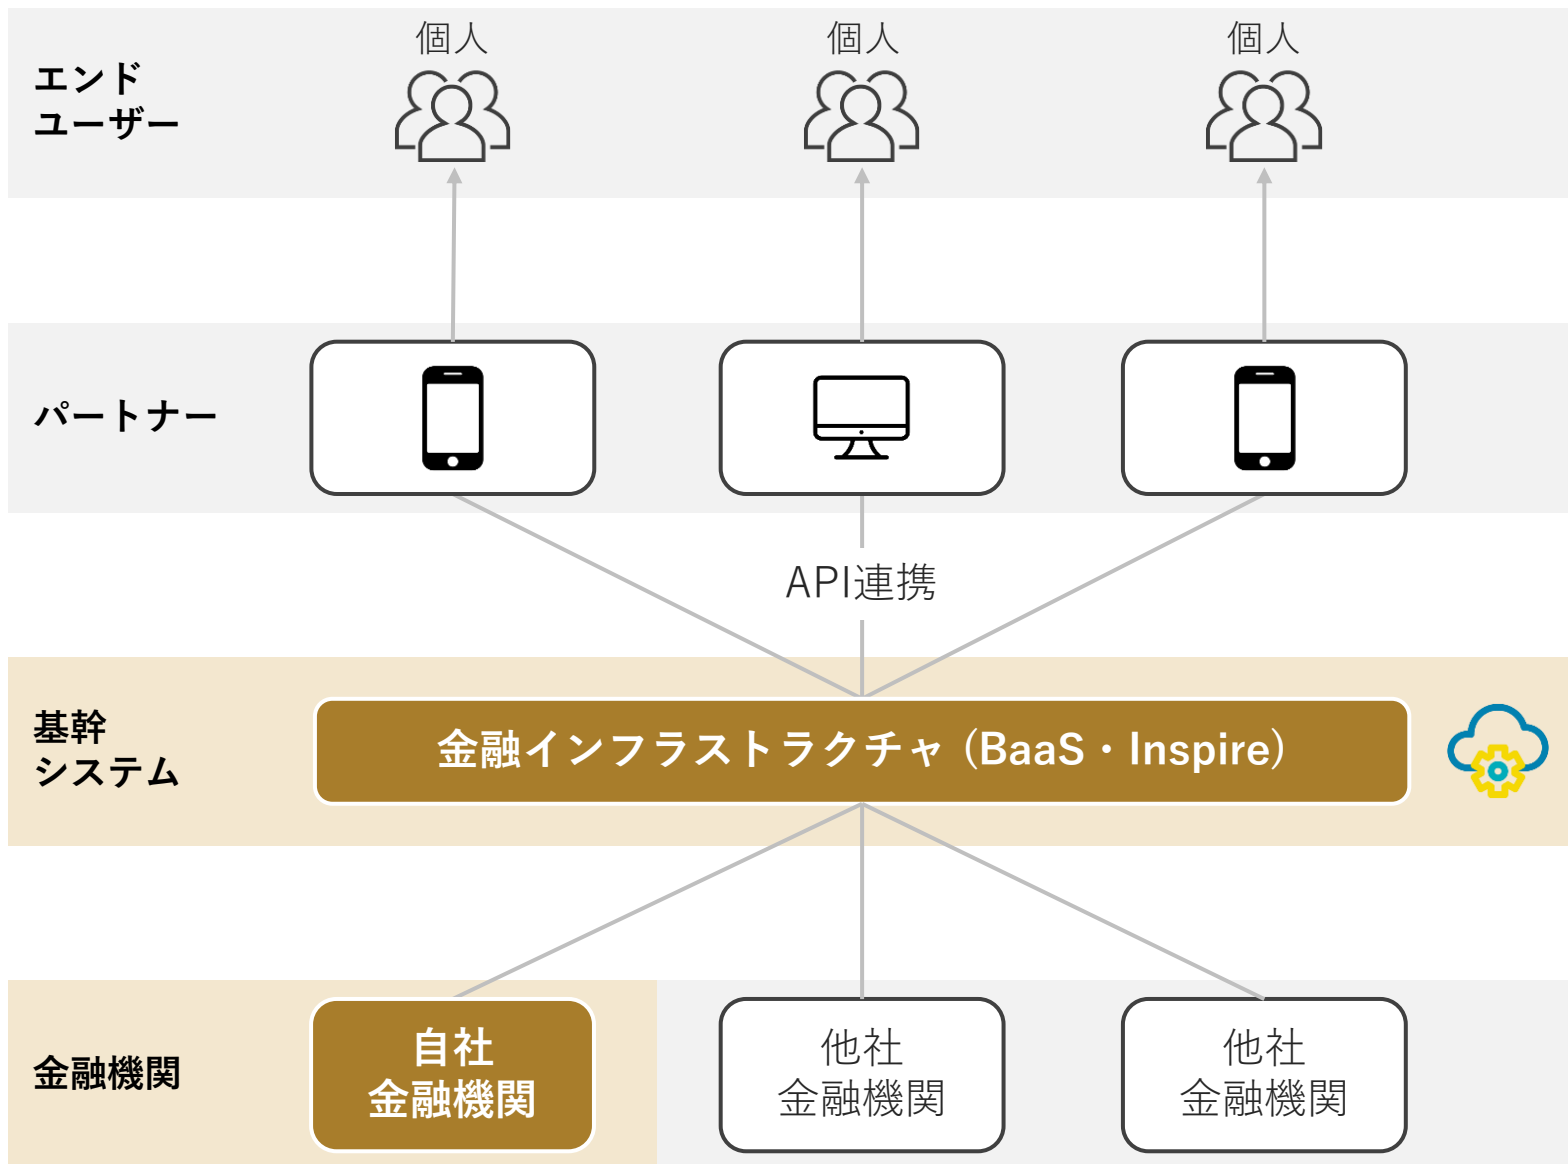 個人
個人
個人
エンド
ユーザー
パートナー
API連携
基幹
システム
金融インフラストラクチャ(BaaS・Inspire)
金融機関
自社
金融機関
他社
金融機関
他社
金融機関